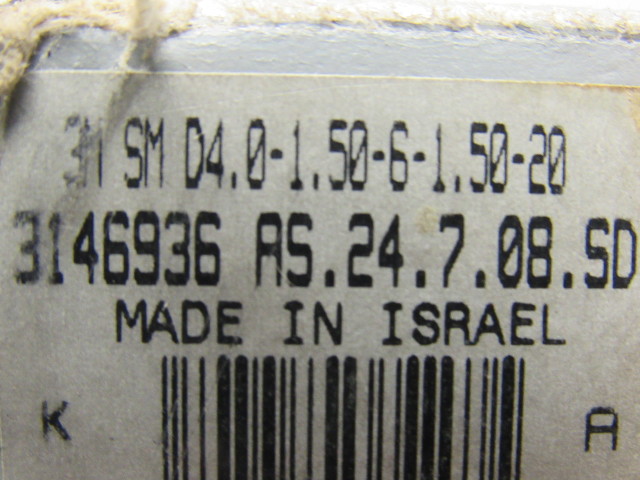 SM D4.0-1.50-6-1.50-20
3146936 AS.24.7.08.SD
MADE IN ISRAEL
K A